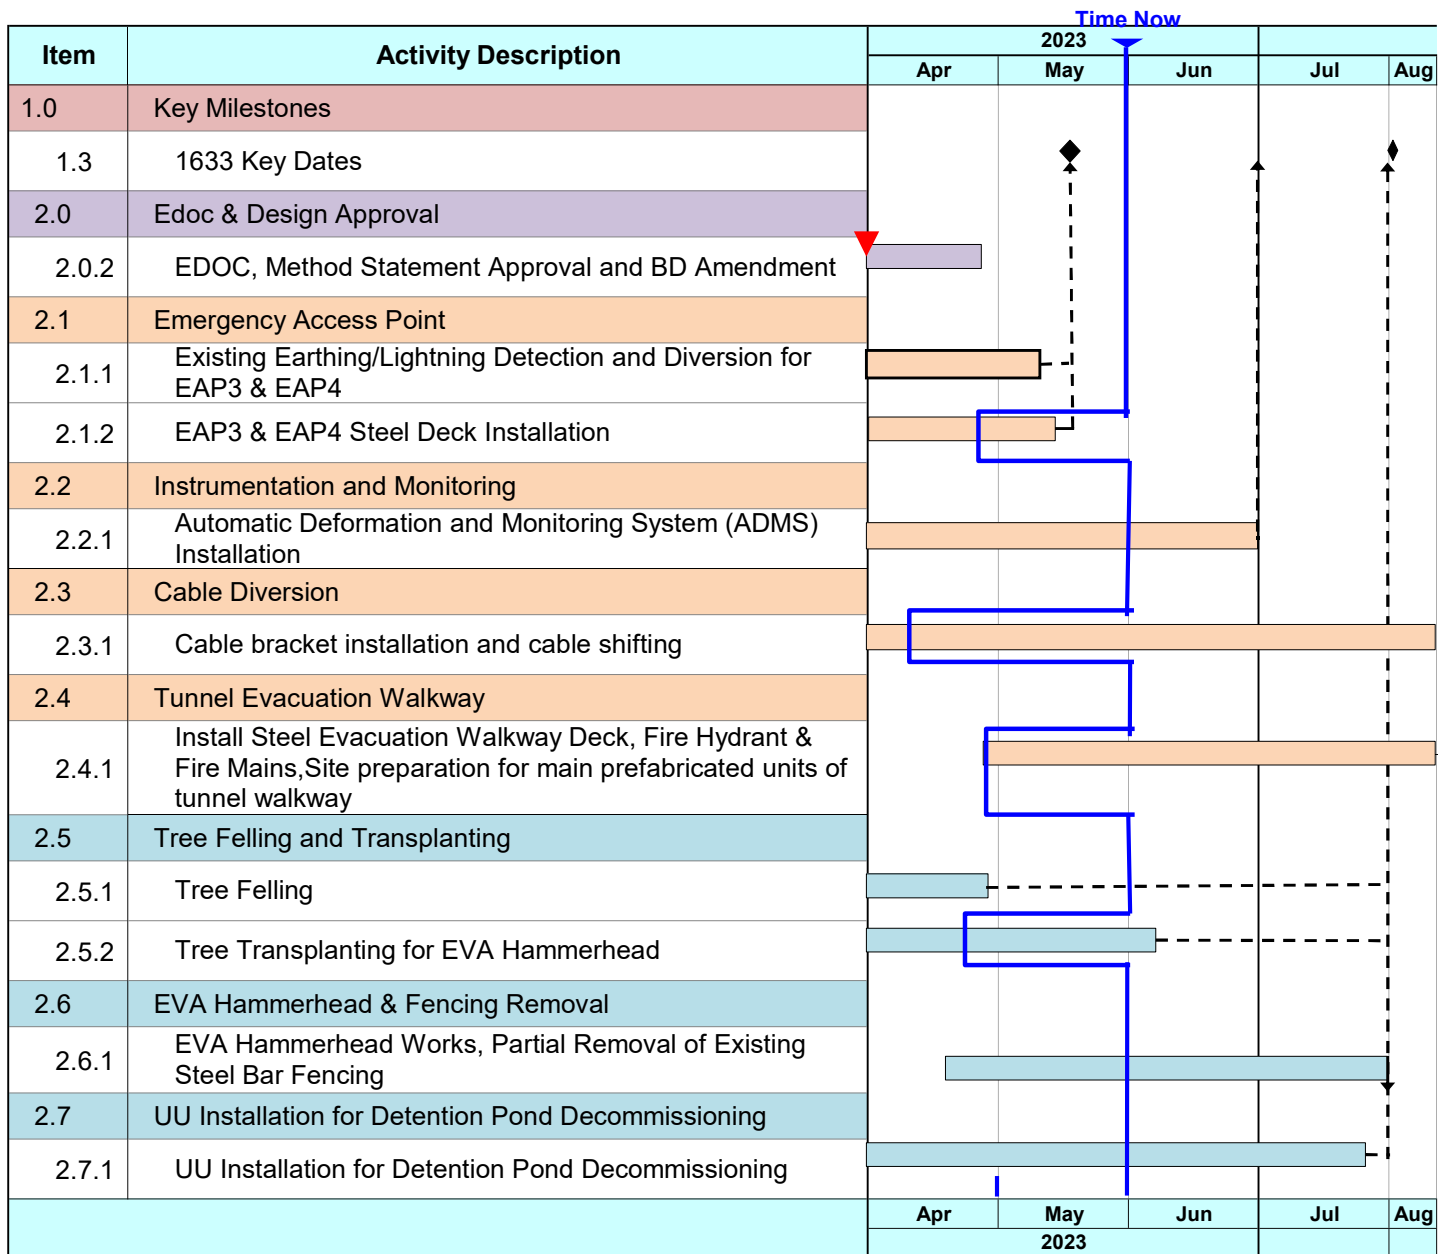 Time Now
Item
Activity Description
2023
Apr
May
Jun
Jul
Aug
1.0
Key Milestones
1.3
1633 Key Dates
2.0
Edoc & Design Approval
2.0.2
EDOC, Method Statement Approval and BD Amendment
2.1
Emergency Access Point
2.1.1
Existing Earthing/Lightning Detection and Diversion for
EAP3 & EAP4
2.1.2
EAP3 & EAP4 Steel Deck Installation
2.2
Instrumentation and Monitoring
2.2.1
Automatic Deformation and Monitoring System (ADMS)
Installation
2.3
Cable Diversion
2.3.1
Cable bracket installation and cable shifting
2.4
Tunnel Evacuation Walkway
2.4.1
Install Steel Evacuation Walkway Deck, Fire Hydrant &
Fire Mains,Site preparation for main prefabricated units of
tunnel walkway
2.5
Tree Felling and Transplanting
2.5.1
Tree Felling
2.5.2
Tree Transplanting for EVA Hammerhead
2.6
EVA Hammerhead & Fencing Removal
2.6.1
EVA Hammerhead Works, Partial Removal of Existing
Steel Bar Fencing
2.7
UU Installation for Detention Pond Decommissioning
2.7.1
UU Installation for Detention Pond Decommissioning
Apr
May
Jun
Jul
Aug
2023